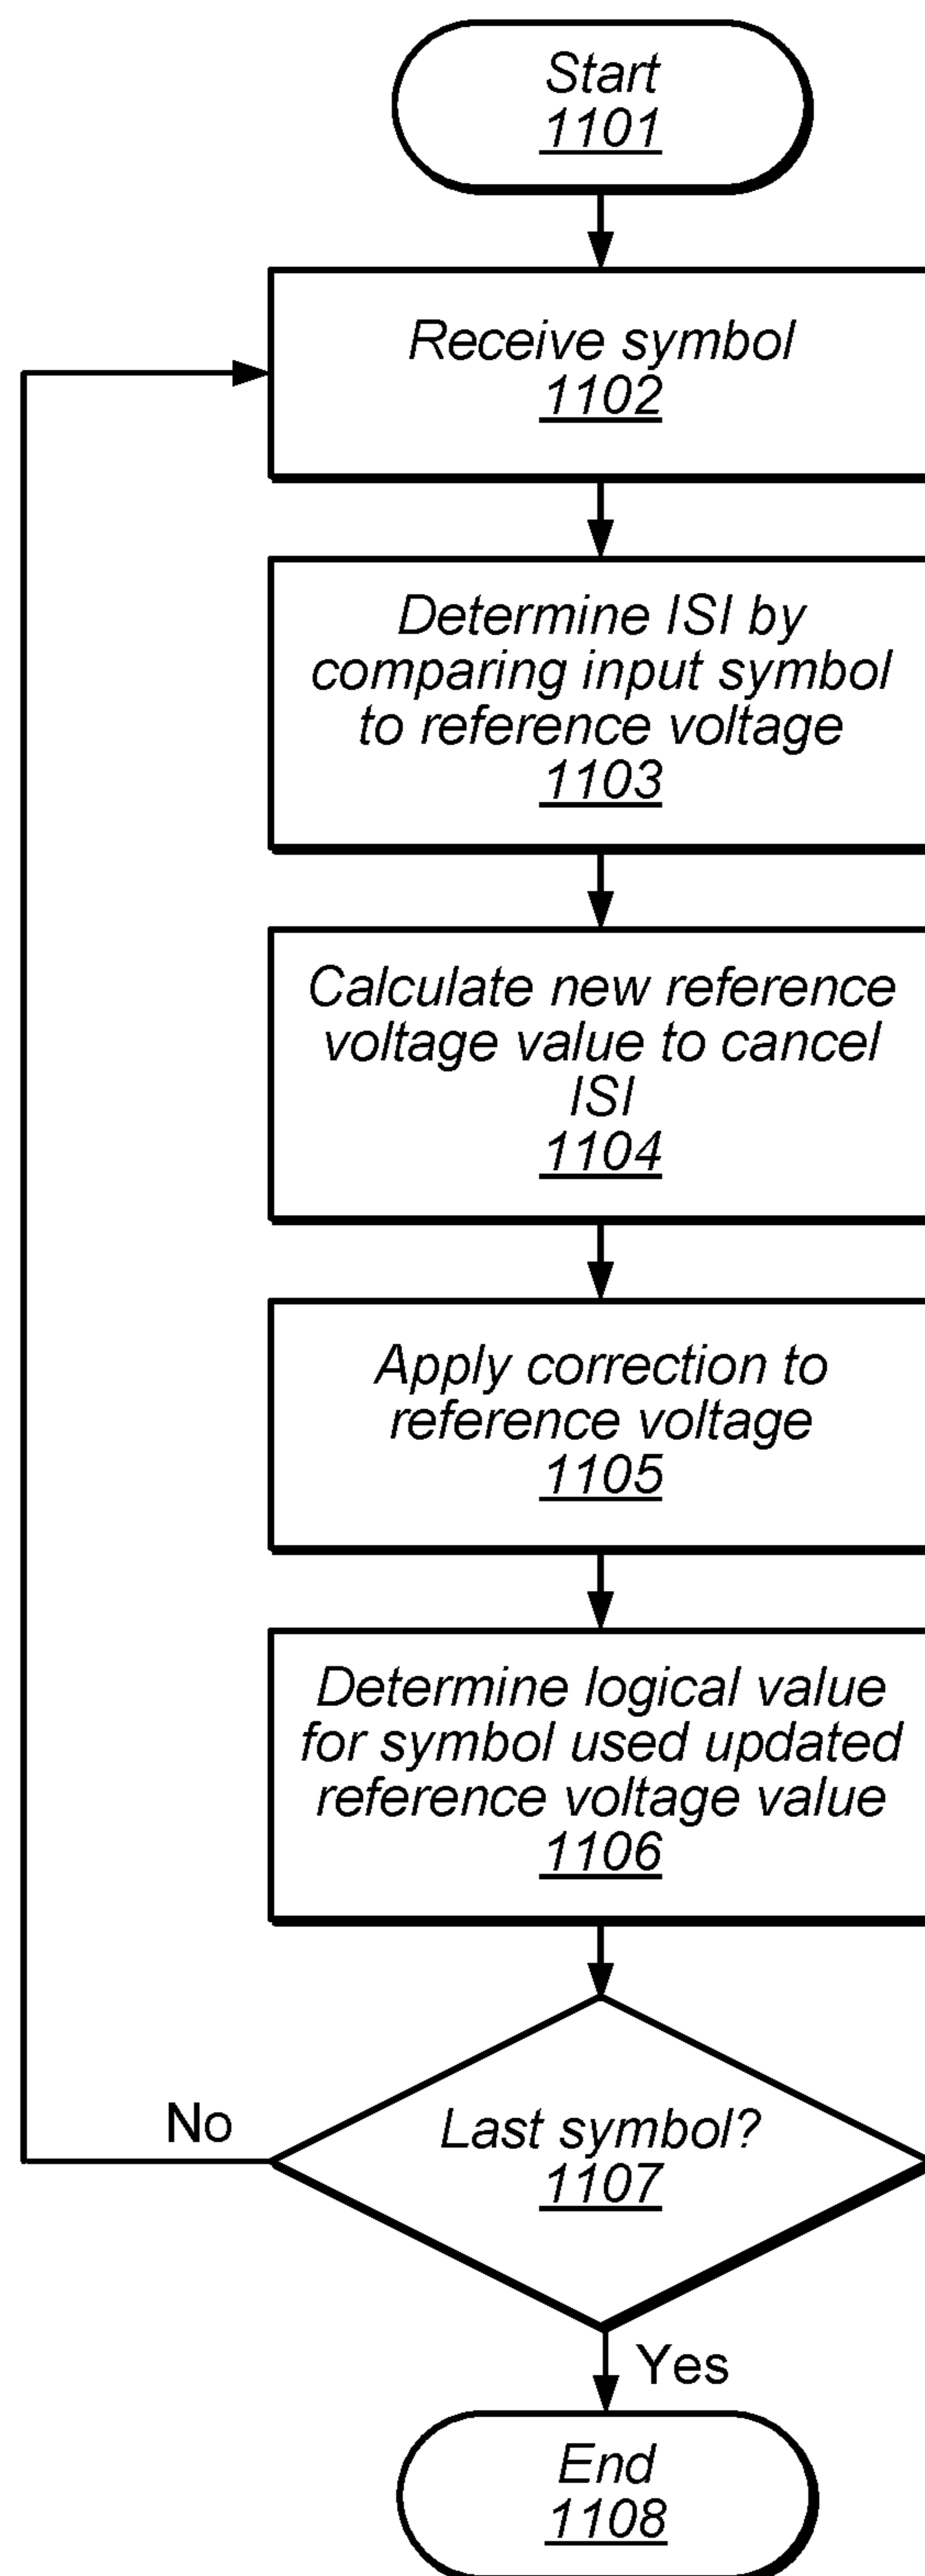 Start
1101
Receive symbol
1102
Determine ISI by
comparing input symbol
to reference voltage
1103
Calculate new reference
voltage value to cancel
ISI
1104
Apply correction to
reference voltage
1105
Determine logical value
for symbol used updated
reference voltage value
1106
No
Last symbol?
1107
Yes
End
1108